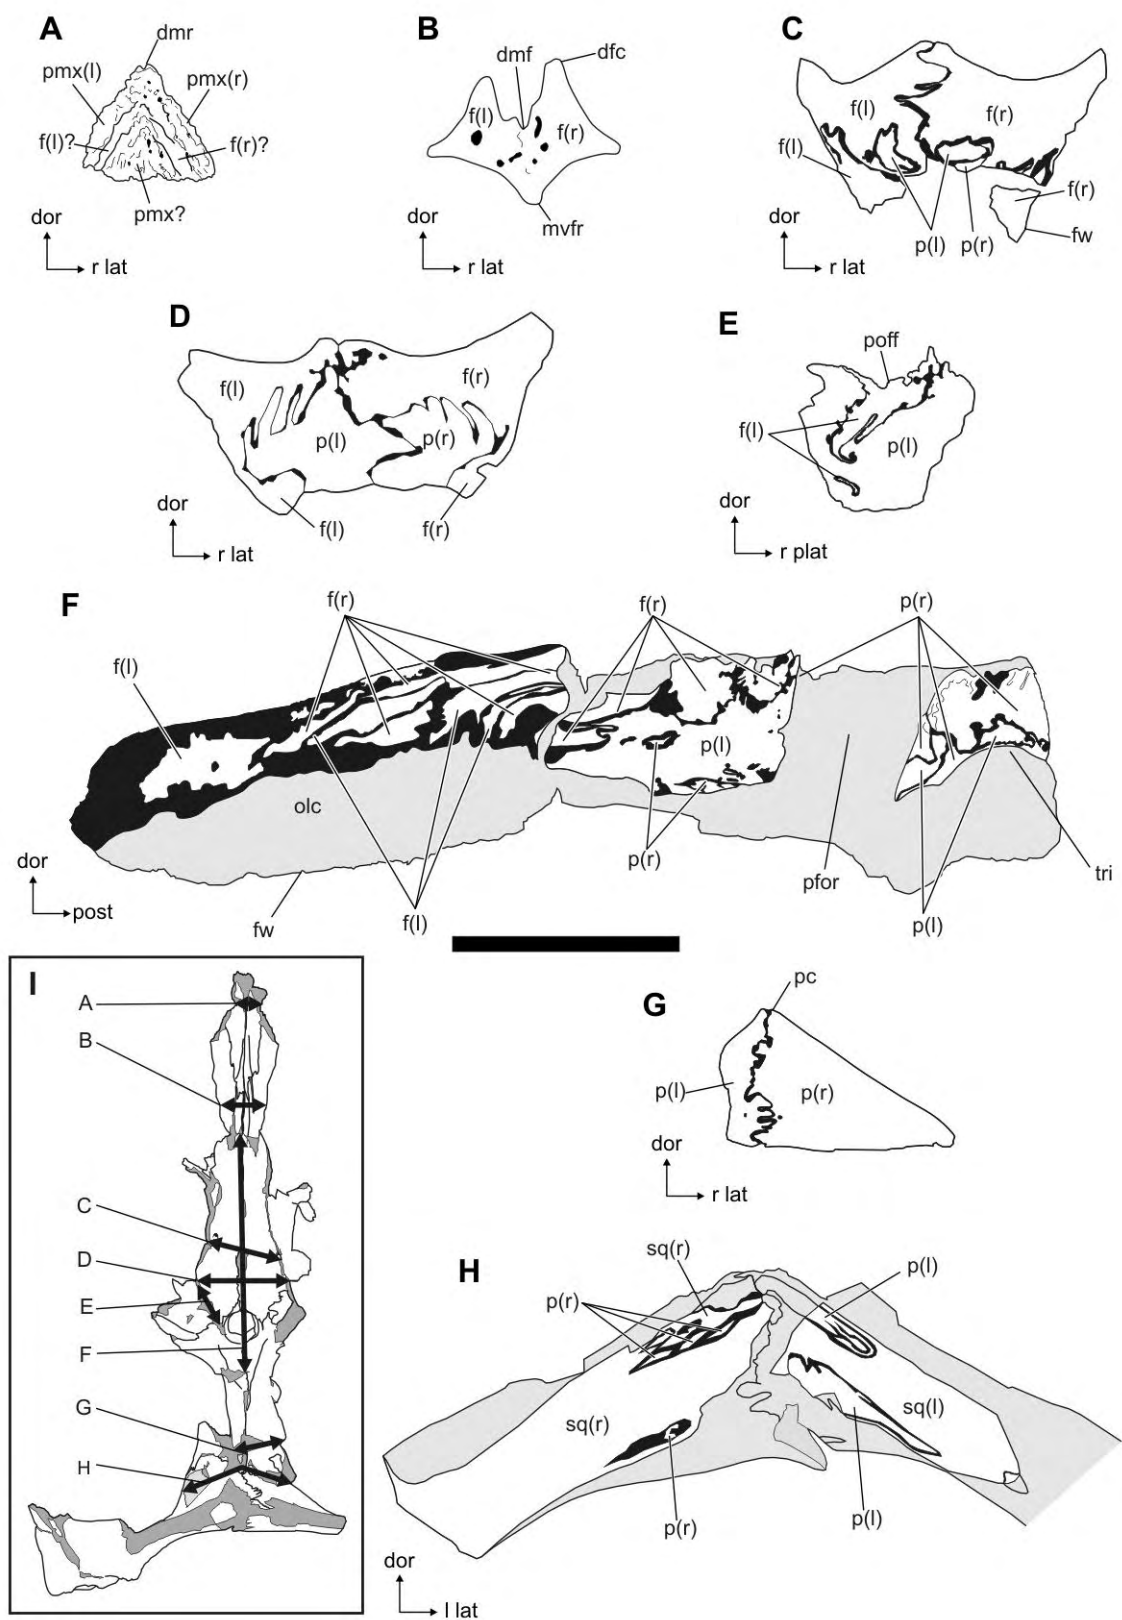 A
dmr
pmx(l)
pmx(r)
f(l)?
f(r)?
pmx?
dor
r lat
B
dmf
dfc
f(l)
f(r)
mvfr
dor
r lat
C
f(l)
f(r)
f(l)
f(r)
p(l)
p(r)
fw
dor
r lat
D
f(l)
f(r)
p(l)
p(r)
f(l)
f(r)
dor
r lat
E
poff
f(l)
p(l)
dor
r plat
F
f(r)
f(r)
p(r)
f(l)
p(l)
olc
p(r)
pfor
tri
dor
post
fw
f(l)
p(l)
I
A
B
C
D
E
F
G
H
G
pc
p(l)
p(r)
dor
r lat
H
sq(r)
p(l)
p(r)
sq(r)
sq(l)
p(r)
p(l)
dor
l lat